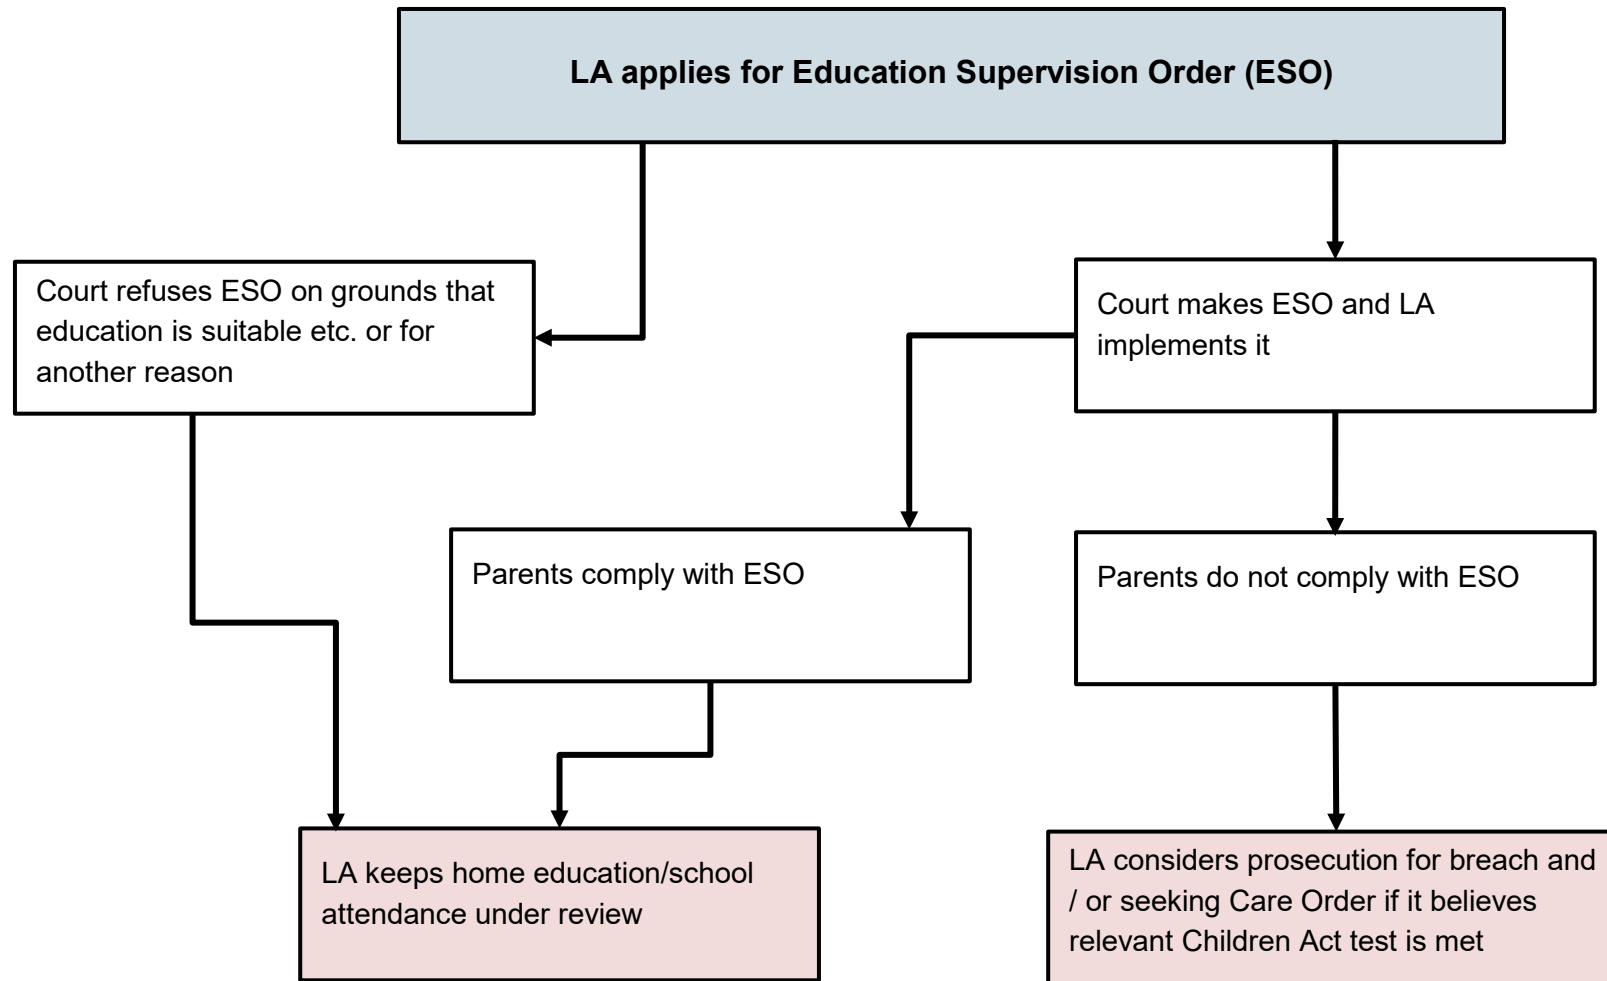 LA applies for Education Supervision Order (ESO)
Court refuses ESO on grounds that
education is suitable etc. or for
another reason
Court makes ESO and LA
implements it
Parents comply with ESO
Parents do not comply with ESO
LA keeps home education/school
attendance under review
LA considers prosecution for breach and
/ or seeking Care Order if it believes
relevant Children Act test is met